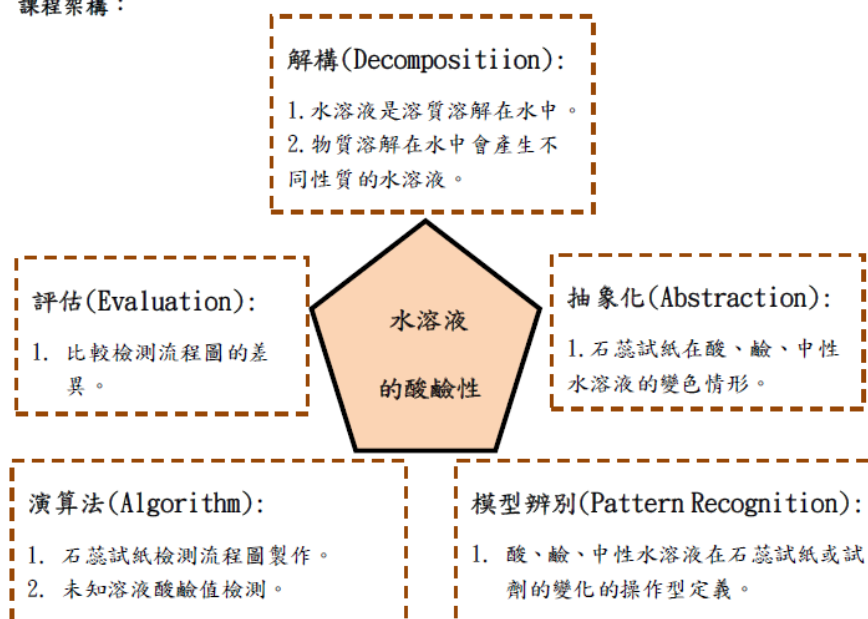 課程架構：
解構(Decompositiion):
1.水溶液是溶質溶解在水中。
2.物質溶解在水中會產生不
同性質的水溶液。
評估(Evaluation):
1. 比較檢測流程圖的差
異。
水溶液
的酸鹼性
抽象化(Abstraction):
1.石蕊試紙在酸、鹼、中性
水溶液的變色情形。
演算法(Algorithm):
1. 石蕊試紙檢測流程圖製作。
2. 未知溶液酸鹼值檢測。
模型辨別(Pattern Recognition):
1. 酸、鹼、中性水溶液在石蕊試紙或試
劑的變化的操作型定義。